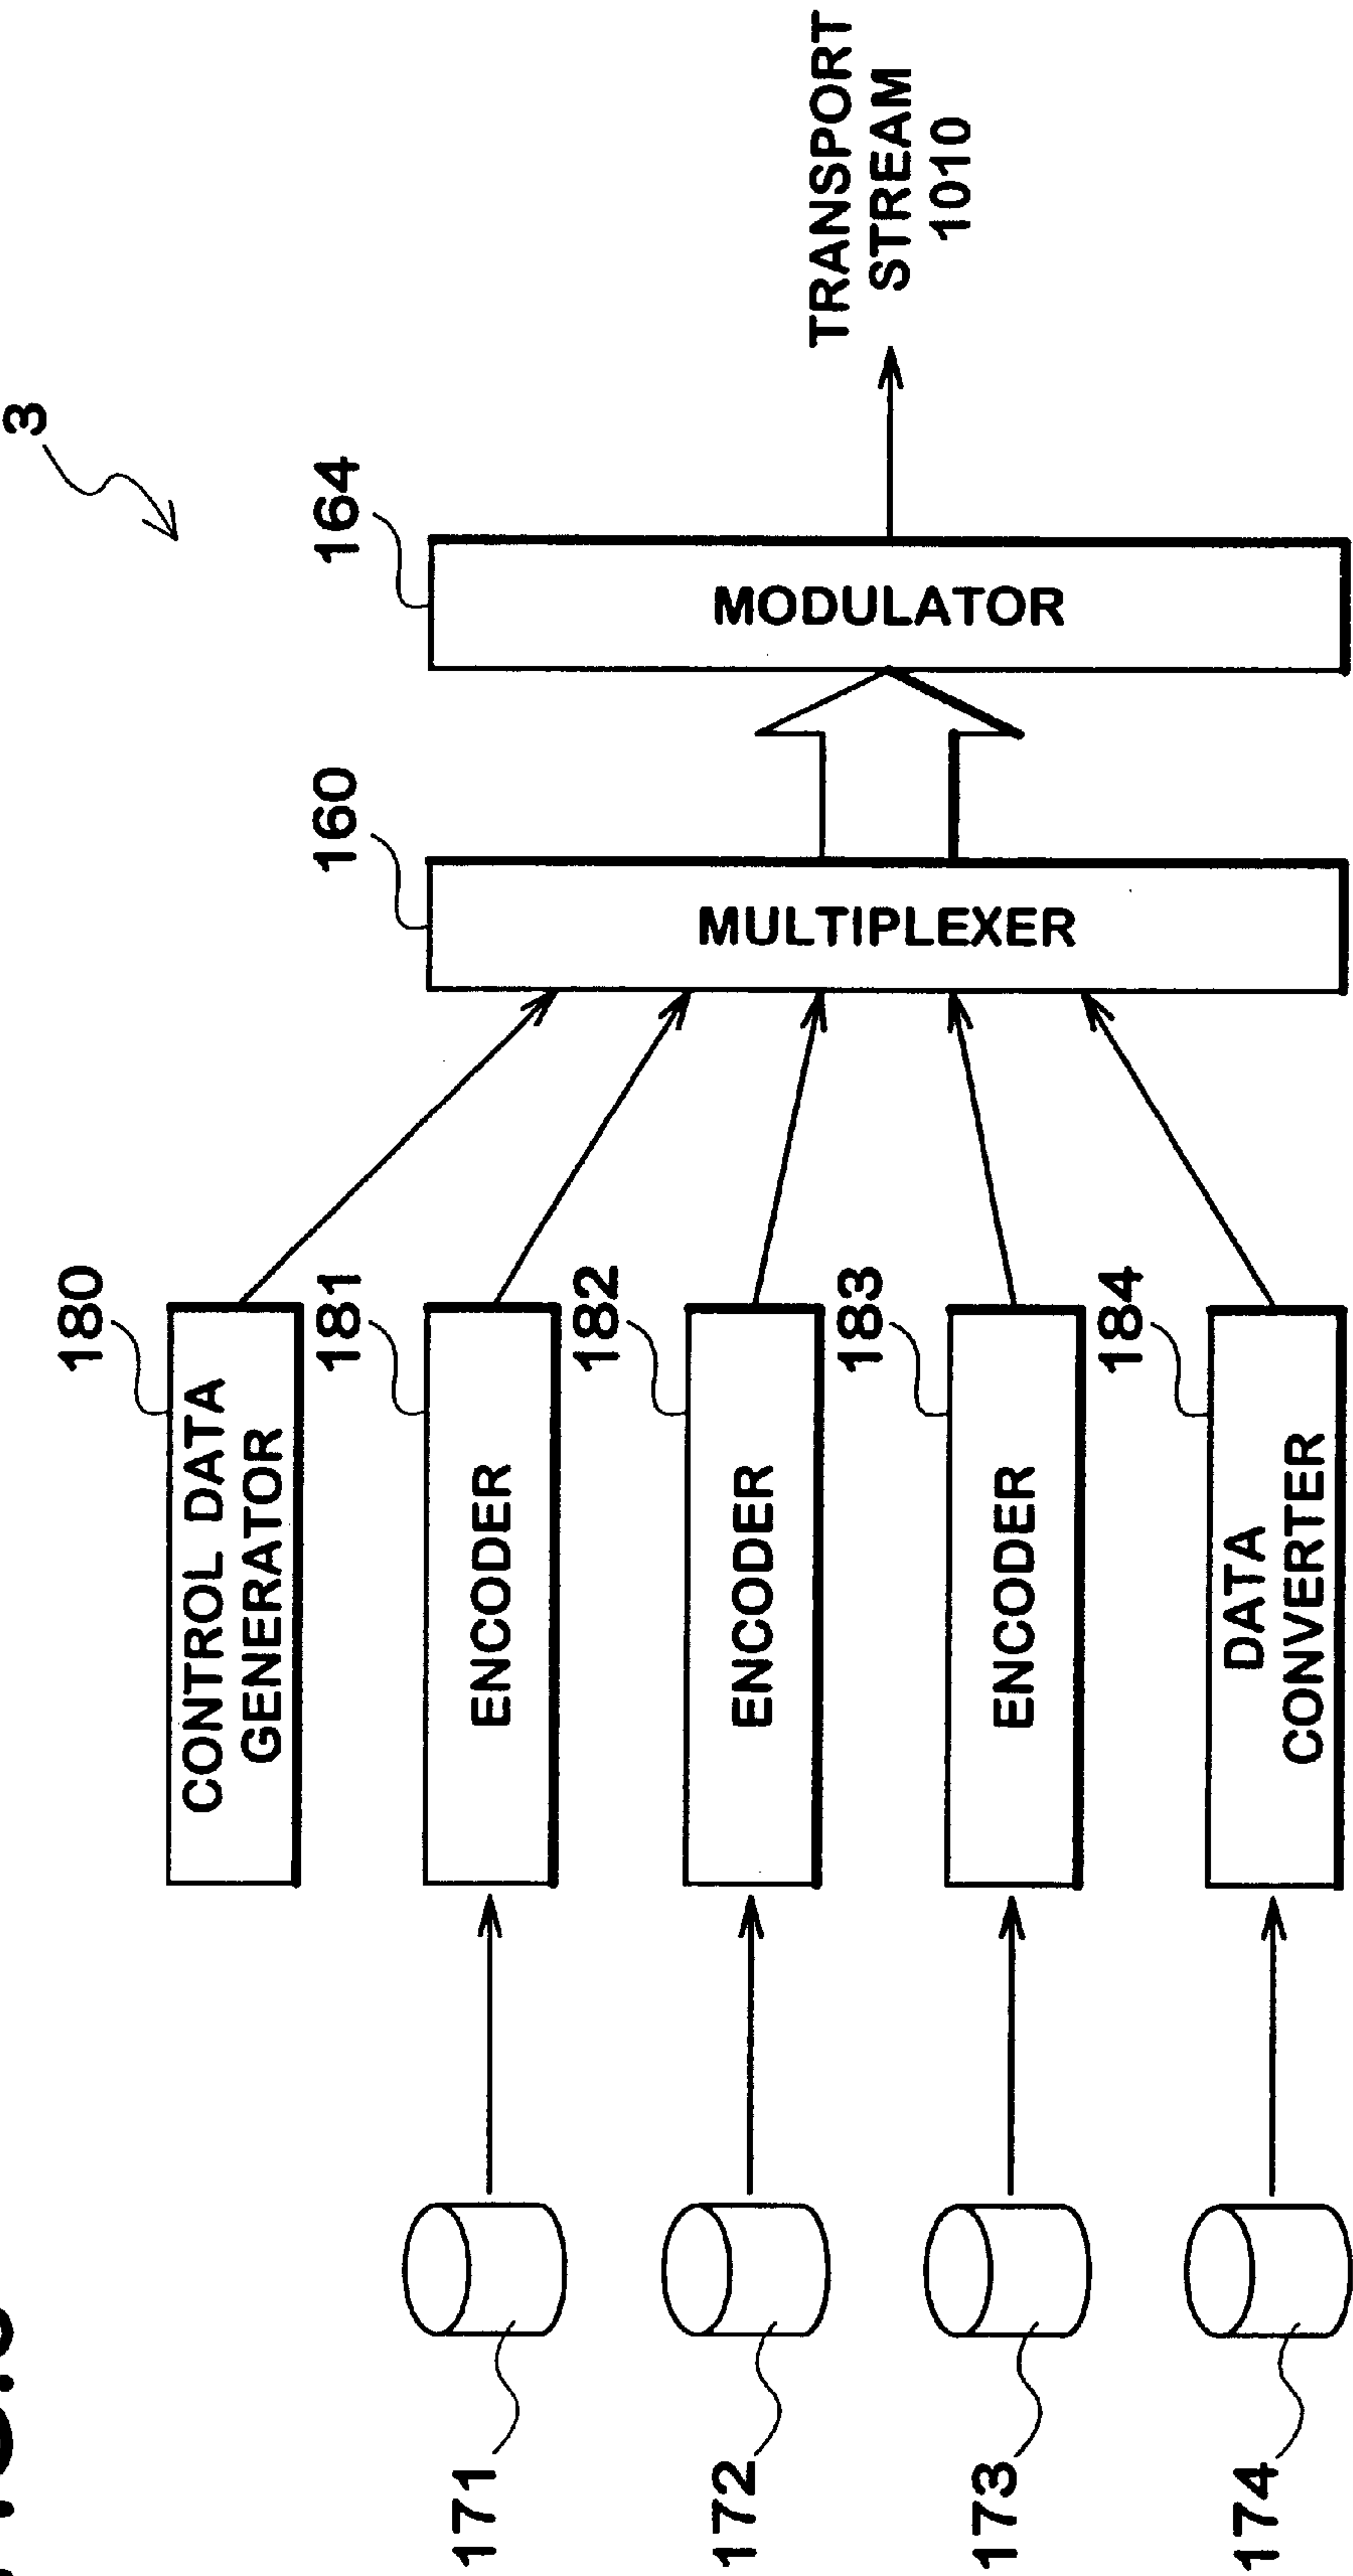 3
180
CONTROL DATA
GENERATOR
171
181
ENCODER
172
182
ENCODER
173
183
ENCODER
174
184
DATA
CONVERTER
160
MULTIPLEXER
164
MODULATOR
TRANSPORT
STREAM
1010